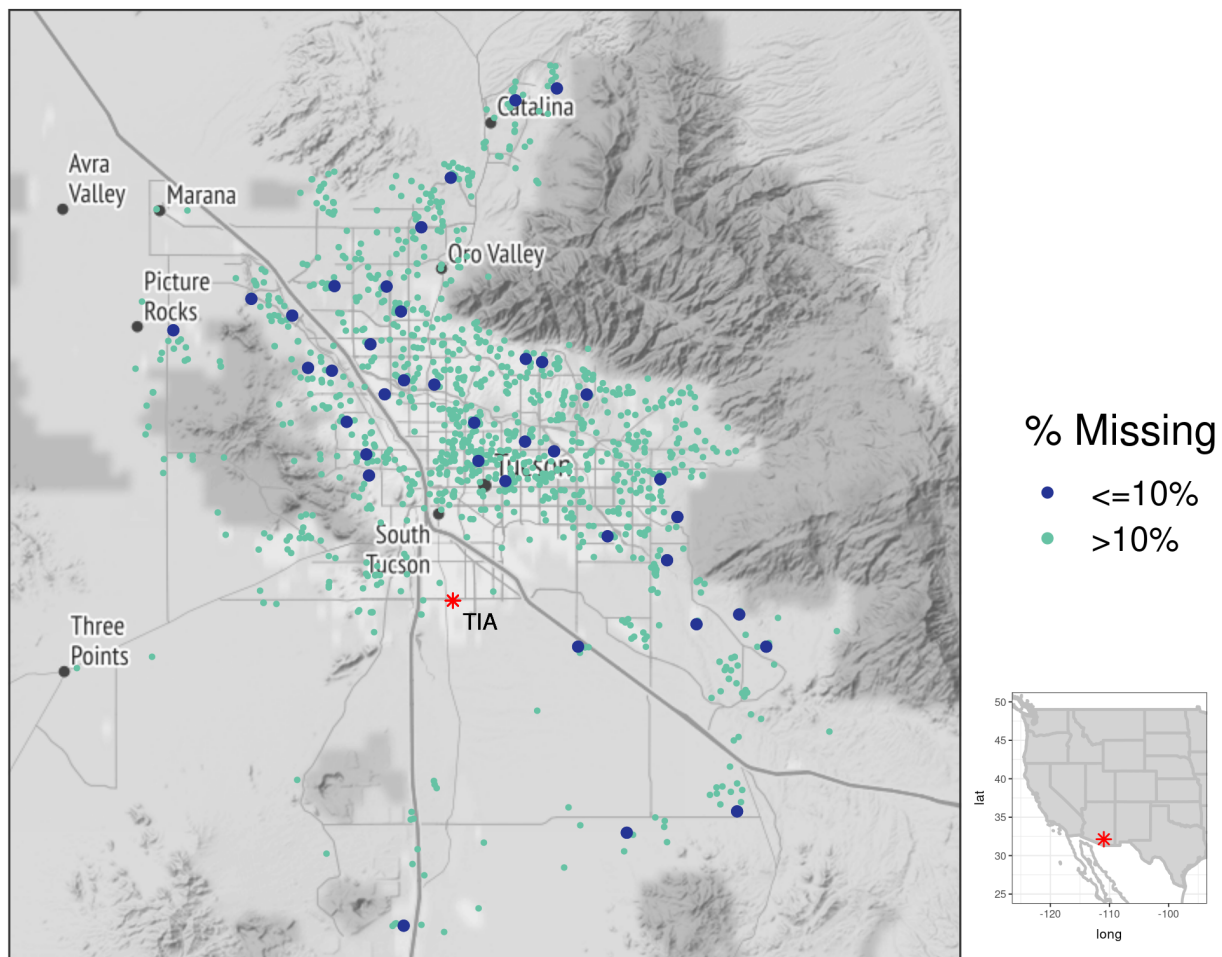 Catalina
Avra
Valley
Marana
Oro Valley
Picture
Rocks
Tucson
South
Tucson
TIA
Three
Points
% Missing
<=10%
>10%
50
45
40
35
30
25
lat
-120
-110
-100
long